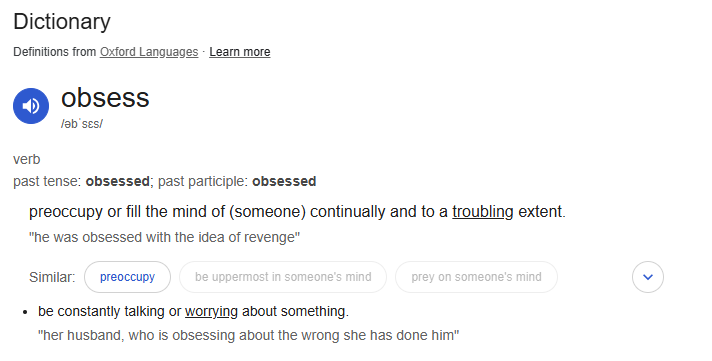 Dictionary
Definitions from Oxford Languages · Learn more
obsess
/əbˈsɛs/
verb
past tense: obsessed; past participle: obsessed
preoccupy or fill the mind of (someone) continually and to a troubling extent.
"he was obsessed with the idea of revenge"
Similar: preoccupy be uppermost in someone's mind prey on someone's mind
• be constantly talking or worrying about something.
"her husband, who is obsessing about the wrong she has done him"